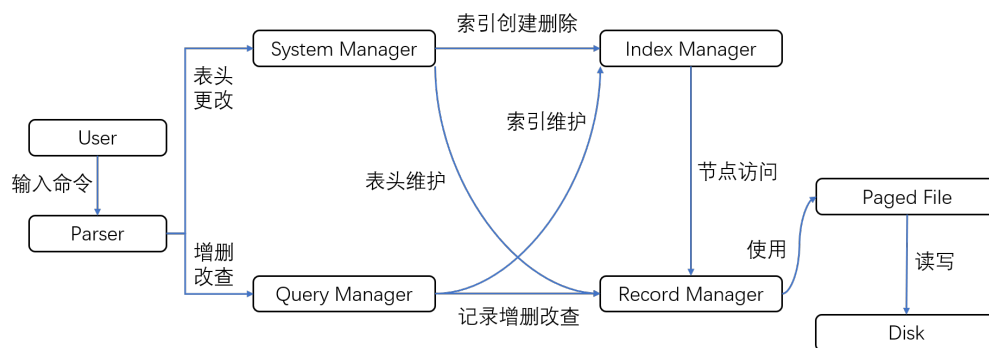 索引创建删除
System Manager
Index Manager
表头
更改
索引维护
User
输入命令
表头维护
节点访问
Paged File
Parser
增删
改查
使用
读写
Query Manager
Record Manager
记录增删改查
Disk